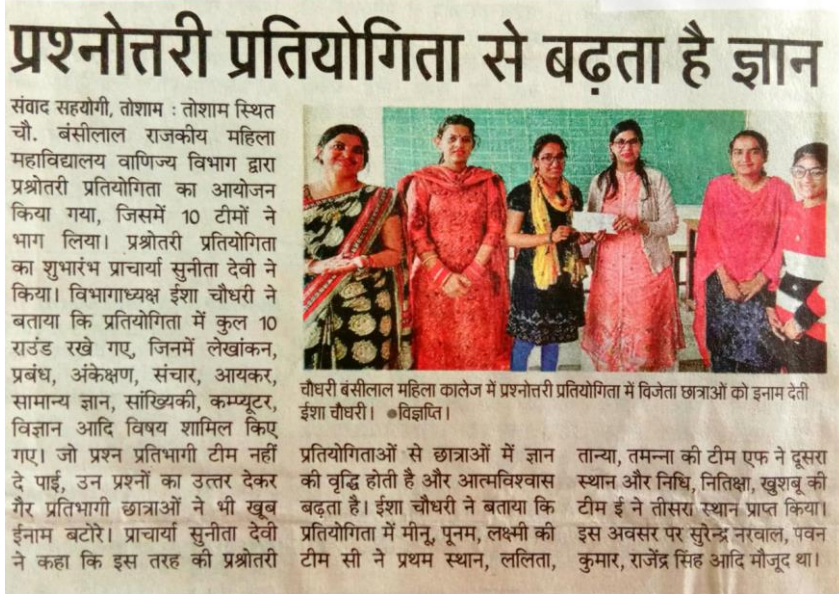 प्रश्नोत्तरी प्रतियोगिता से बढ़ता है ज्ञान
संवाद सहयोगी, तोशाम : तोशाम स्थित
चौ. बंसीलाल राजकीय महिला
महाविद्यालय वाणिज्य विभाग द्वारा
प्रश्रोतरी प्रतियोगिता का आयोजन
किया गया, जिसमें 10 टीमों ने
भाग लिया। प्रश्रोतरी प्रतियोगिता
का शुभारंभ प्राचार्या सुनीता देवी ने
किया। विभागाध्यक्ष ईशा चौधरी ने
बताया कि प्रतियोगिता में कुल 10
राउंड रखे गए, जिनमें लेखांकन,
प्रबंध, अंकेक्षण, संचार, आयकर,
सामान्य ज्ञान, सांख्यिकी, कम्प्यूटर,
विज्ञान आदि विषय शामिल किए
गए। जो प्रश्न प्रतिभागी टीम नहीं
दे पाई, उन प्रश्नों का उत्तर देकर
गैर प्रतिभागी छात्राओं ने भी खूब
ईनाम बटोरे। प्राचार्या सुनीता देवी
ने कहा कि इस तरह की प्रश्रोतरी
चौधरी बंसीलाल महिला कालेज में प्रश्नोत्तरी प्रतियोगिता में विजेता छात्राओं को इनाम देती
ईशा चौधरी। ●विज्ञप्ति।
प्रतियोगिताओं से छात्राओं में ज्ञान
की वृद्धि होती है और आत्मविश्वास
बढ़ता है। ईशा चौधरी ने बताया कि
प्रतियोगिता में मीनू, पूनम, लक्ष्मी की
टीम सी ने प्रथम स्थान, ललिता,
तान्या, तमन्ना की टीम एफ ने दूसरा
स्थान और निधि, नितिक्षा, खुशबू की
टीम ई ने तीसरा स्थान प्राप्त किया।
इस अवसर पर सुरेन्द्र नरवाल, पवन
कुमार, राजेंद्र सिंह आदि मौजूद था।